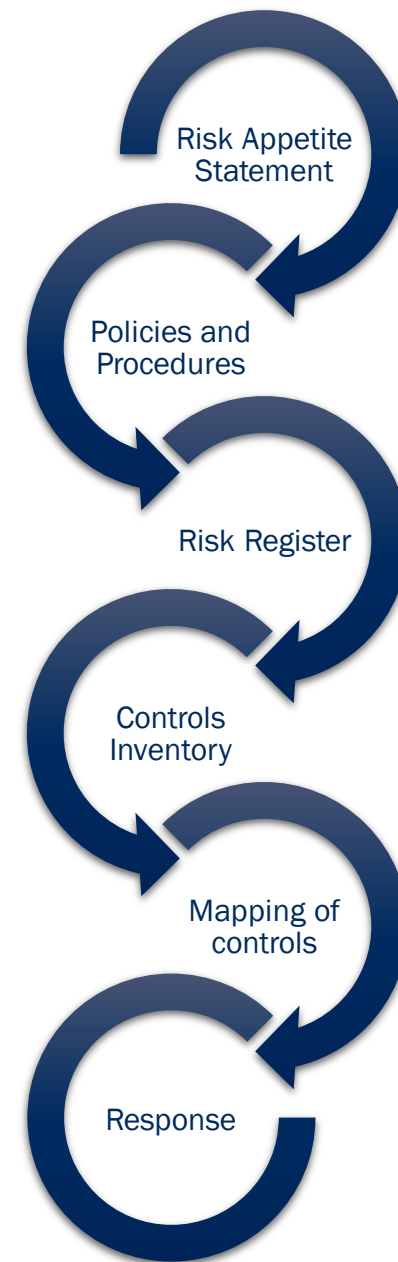 Risk Appetite
Statement
Policies and
Procedures
Risk Register
Controls
Inventory
Mapping of
controls
Response